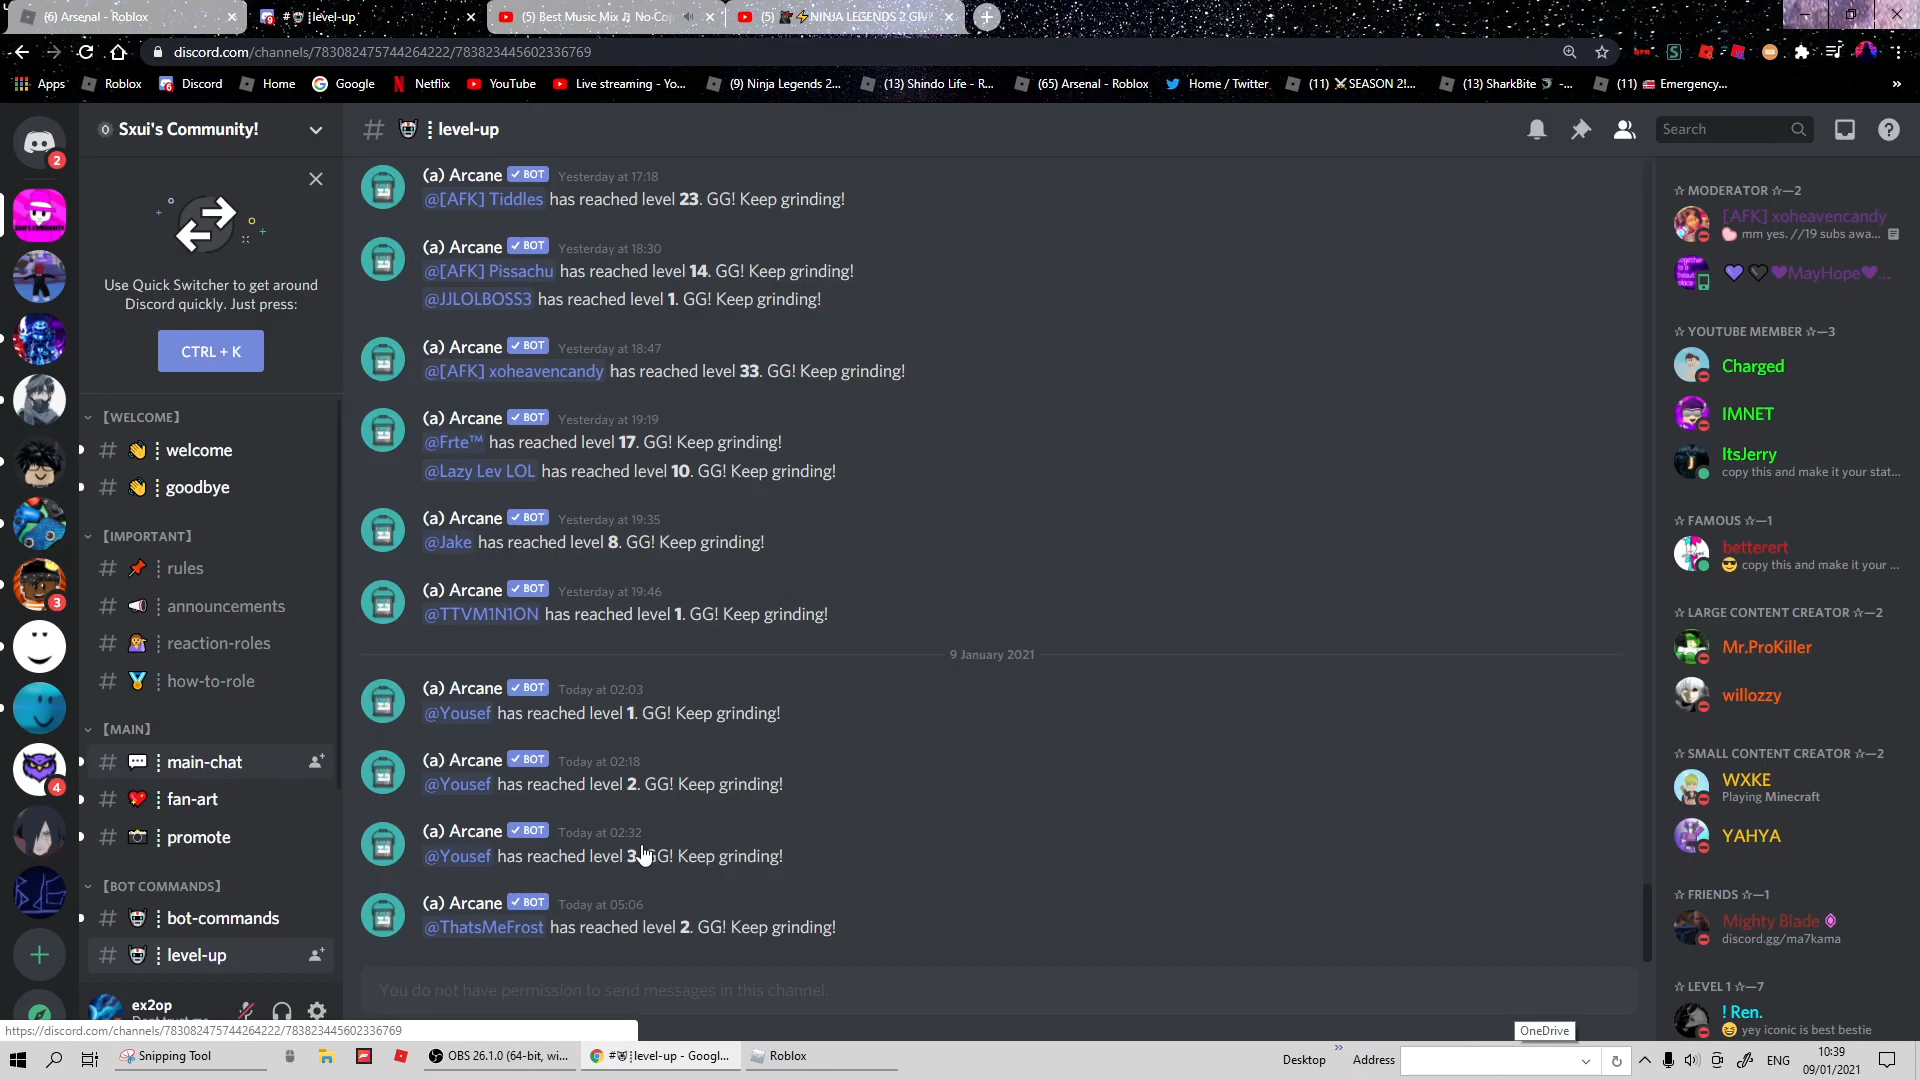 (6) Arsenal - Roblox
# level-up
(5) Best Music Mix ♫ No Cop
(5) NINJA LEGENDS 2 GIV
discord.com/channels/783082475744264222/783823445602336769
Apps
Roblox
Discord
Home
Google
Netflix
YouTube
Live streaming - Yo...
(9) Ninja Legends 2...
(13) Shindo Life - R...
(65) Arsenal - Roblox
Home / Twitter
(11) ⚔SEASON 2!...
(13) SharkBite -...
(11) Emergency...
»
2
Sxui's Community!
Use Quick Switcher to get around
Discord quickly. Just press:
CTRL + K
【WELCOME】
# 👋 ┊ welcome
# 👋 ┊ goodbye
【IMPORTANT】
# 📌 ┊ rules
# 📢 ┊ announcements
# ┊ reaction-roles
# 🏅 ┊ how-to-role
【MAIN】
# 💬 ┊ main-chat
# 💖 ┊ fan-art
# 📷 ┊ promote
【BOT COMMANDS】
# 🤖 ┊ bot-commands
# 🤖 ┊ level-up
3
4
ex2op
https://discord.com/channels/783082475744264222/783823445602336769
# 🤖 ┊ level-up
Search
(a) Arcane ✓ BOT Yesterday at 17:18
@[AFK] Tiddles has reached level 23. GG! Keep grinding!
(a) Arcane ✓ BOT Yesterday at 18:30
@[AFK] Pissachu has reached level 14. GG! Keep grinding!
@JJLOLBOSS3 has reached level 1. GG! Keep grinding!
(a) Arcane ✓ BOT Yesterday at 18:47
@[AFK] xoheavencandy has reached level 33. GG! Keep grinding!
(a) Arcane ✓ BOT Yesterday at 19:19
@Frte™ has reached level 17. GG! Keep grinding!
@Lazy Lev LOL has reached level 10. GG! Keep grinding!
(a) Arcane ✓ BOT Yesterday at 19:35
@Jake has reached level 8. GG! Keep grinding!
(a) Arcane ✓ BOT Yesterday at 19:46
@TTVM1N1ON has reached level 1. GG! Keep grinding!
9 January 2021
(a) Arcane ✓ BOT Today at 02:03
@Yousef has reached level 1. GG! Keep grinding!
(a) Arcane ✓ BOT Today at 02:18
@Yousef has reached level 2. GG! Keep grinding!
(a) Arcane ✓ BOT Today at 02:32
@Yousef has reached level 3. GG! Keep grinding!
(a) Arcane ✓ BOT Today at 05:06
@ThatsMeFrost has reached level 2. GG! Keep grinding!
You do not have permission to send messages in this channel.
☆ MODERATOR ☆—2
[AFK] xoheavencandy
mm yes. //19 subs awa...
💜🖤💜MayHope💜...
☆ YOUTUBE MEMBER ☆—3
Charged
IMNET
ItsJerry
copy this and make it your stat...
☆ FAMOUS ☆—1
betterert
😎 copy this and make it your ...
☆ LARGE CONTENT CREATOR ☆—2
Mr.ProKiller
willozzy
☆ SMALL CONTENT CREATOR ☆—2
WXKE
Playing Minecraft
YAHYA
☆ FRIENDS ☆—1
Mighty Blade
discord.gg/ma7kama
☆ LEVEL 1 ☆—7
! Ren.
yey iconic is best bestie
OneDrive
Snipping Tool
OBS 26.1.0 (64-bit, wi...
#🤖┊level-up - Googl...
Roblox
Desktop
»
Address
ENG
10:39
09/01/2021